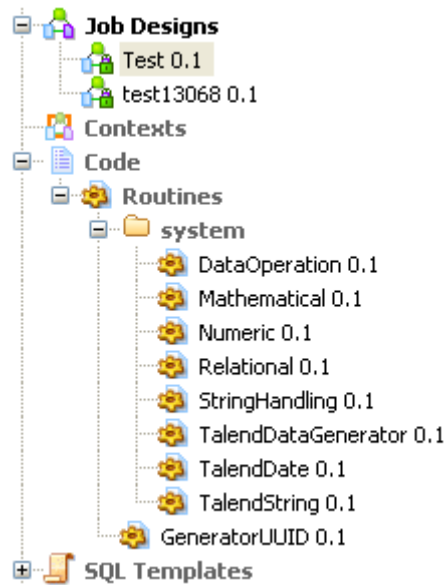 Job Designs
Test 0.1
test13068 0.1
Contexts
Code
Routines
system
DataOperation 0.1
Mathematical 0.1
Numeric 0.1
Relational 0.1
StringHandling 0.1
TalendDataGenerator 0.1
TalendDate 0.1
TalendString 0.1
GeneratorUUID 0.1
SQL Templates